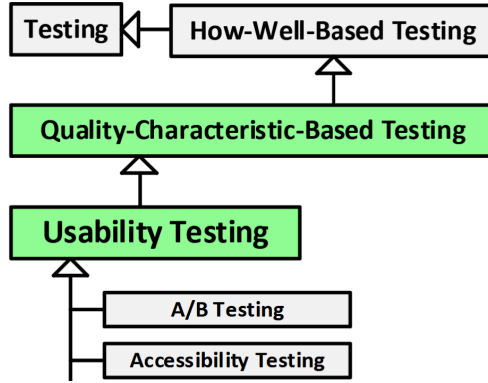 Testing
How-Well-Based Testing
Quality-Characteristic-Based Testing
Usability Testing
A/B Testing
Accessibility Testing